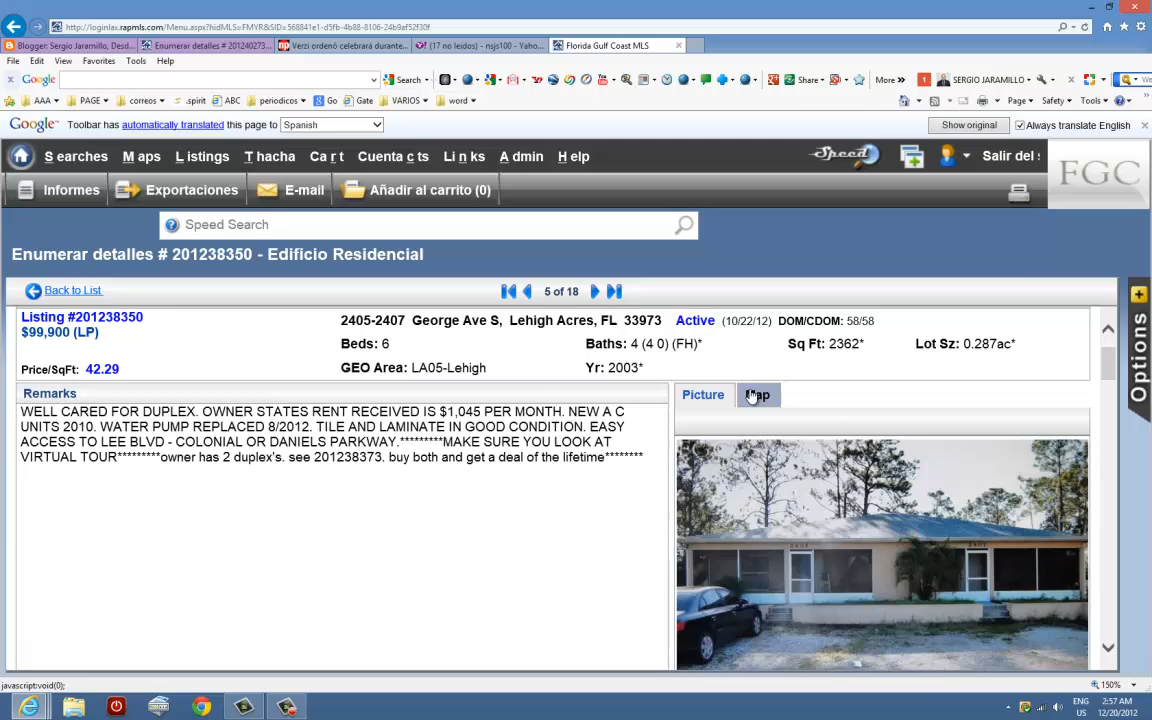 http://loginlax.rapmls.com/Menu.aspx?hidMLS=FMYR&SID=568841e1-d5fb-4b88-8106-24b9af52f30f
Blogger: Sergio Jaramillo, Desd... Enumerar detalles # 201240273... Verzi ordenó celebrará durante... (17 no leidos) - nsjs100 - Yaho... Florida Gulf Coast MLS
File Edit View Favorites Tools Help
Google Search Share More >> SERGIO JARAMILLO
AAA PAGE correos .spirit ABC periodicos Go Gate VARIOS word Page Safety Tools
Google Toolbar has automatically translated this page to Spanish Show original Always translate English
Searches Maps Listings Thacha Cart Cuenta cts Links Admin Help Speed Salir del FGC
Informes Exportaciones E-mail Añadir al carrito (0)
Speed Search
Enumerar detalles # 201238350 - Edificio Residencial
Back to List 5 of 18
Options
Listing #201238350 2405-2407 George Ave S, Lehigh Acres, FL 33973 Active (10/22/12) DOM/CDOM: 58/58
$99,900 (LP) Beds: 6 Baths: 4 (4 0) (FH)* Sq Ft: 2362* Lot Sz: 0.287ac*
Price/SqFt: 42.29 GEO Area: LA05-Lehigh Yr: 2003*
Remarks Picture
WELL CARED FOR DUPLEX. OWNER STATES RENT RECEIVED IS $1,045 PER MONTH. NEW A C
UNITS 2010. WATER PUMP REPLACED 8/2012. TILE AND LAMINATE IN GOOD CONDITION. EASY
ACCESS TO LEE BLVD - COLONIAL OR DANIELS PARKWAY.*********MAKE SURE YOU LOOK AT
VIRTUAL TOUR*********owner has 2 duplex's. see 201238373. buy both and get a deal of the lifetime********
javascript:void(0); 150%
ENG 2:57 AM
US 12/20/2012